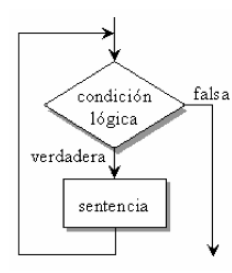 condición
lógica
falsa
verdadera
sentencia